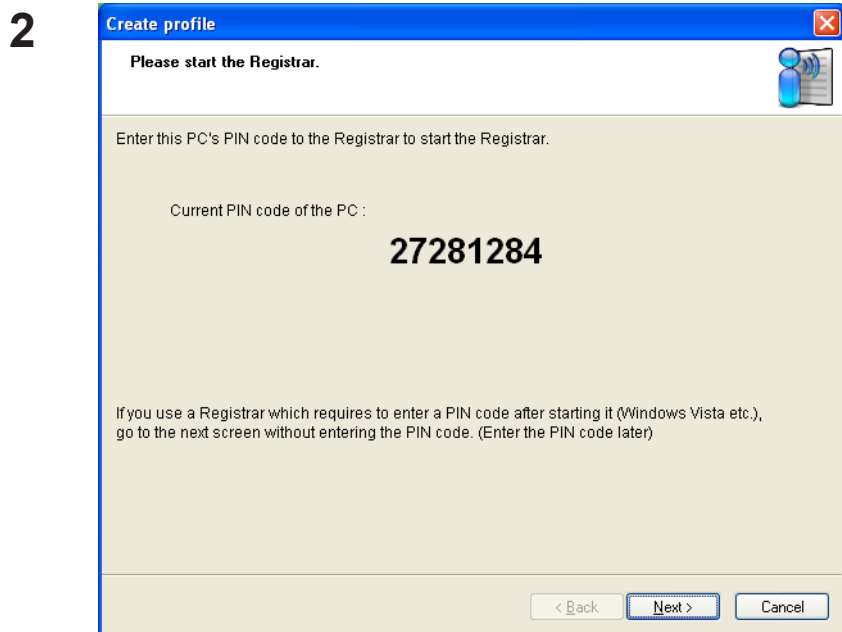 2
Create profile
Please start the Registrar.
Enter this PC's PIN code to the Registrar to start the Registrar.
Current PIN code of the PC :
27281284
If you use a Registrar which requires to enter a PIN code after starting it (Windows Vista etc.),
go to the next screen without entering the PIN code. (Enter the PIN code later)
< Back
Next >
Cancel